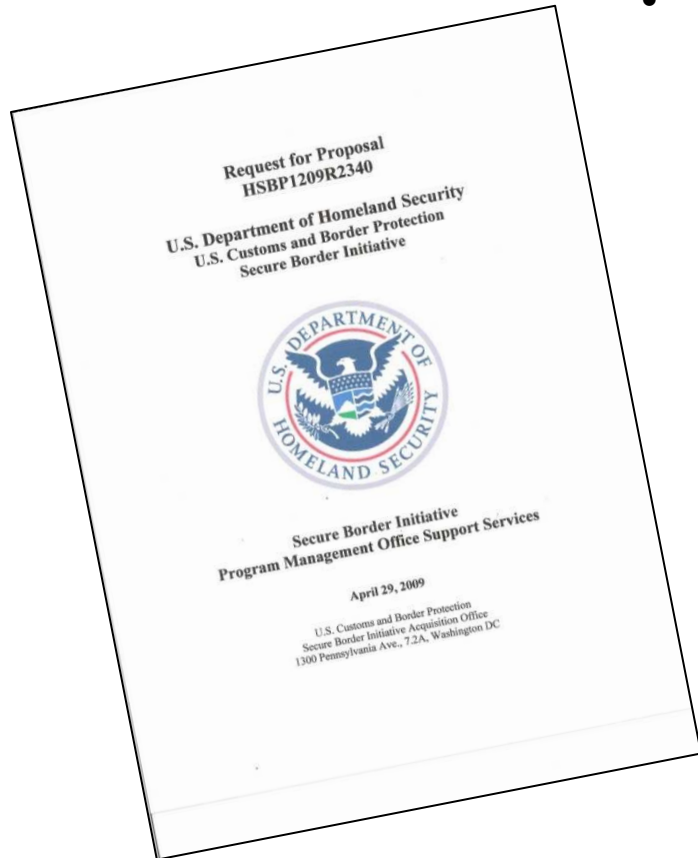 Request for Proposal
HSBP1209R2340
U.S. Department of Homeland Security
U.S. Customs and Border Protection
Secure Border Initiative
U.S. DEPARTMENT OF
HOMELAND SECURITY
Secure Border Initiative
Program Management Office Support Services
April 29, 2009
U.S. Customs and Border Protection
Secure Border Initiative Acquisition Office
1300 Pennsylvania Ave., 7.2A, Washington DC